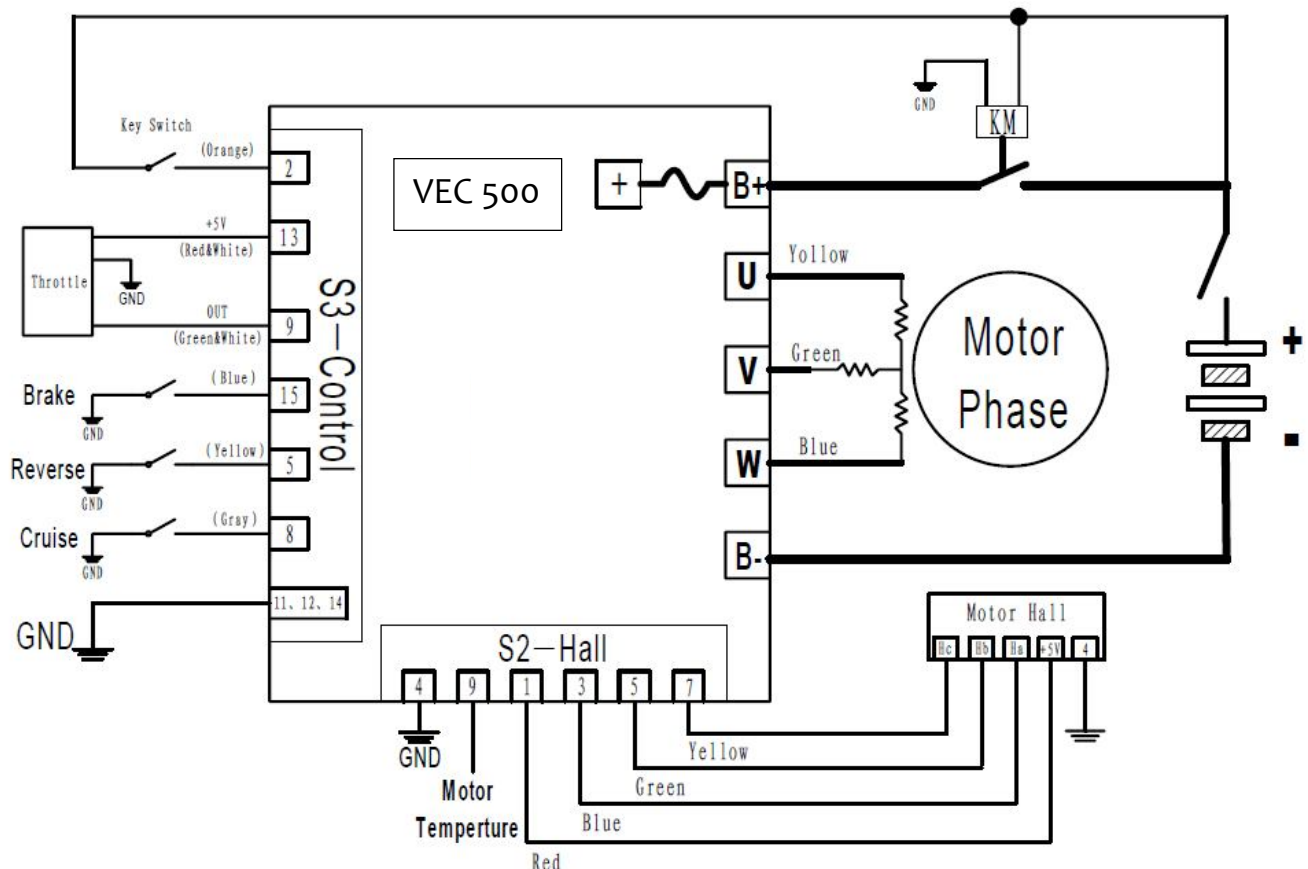 GND
KM
Key Switch
(Orange)
2
VEC 500
+
B+
+5V
(Red&White)
13
Throttle
GND
OUT
(Green&White)
9
S3-Control
U
Yollow
V
Green
W
Blue
B-
Motor
Phase
+
-
Brake
(Blue)
15
GND
Reverse
(Yellow)
5
GND
Cruise
(Gray)
8
GND
11、12、14
GND
Motor Hall
Hc Hb Ha +5V 4
S2-Hall
4 9 1 3 5 7
GND
Motor
Temperture
Yellow
Green
Blue
Red